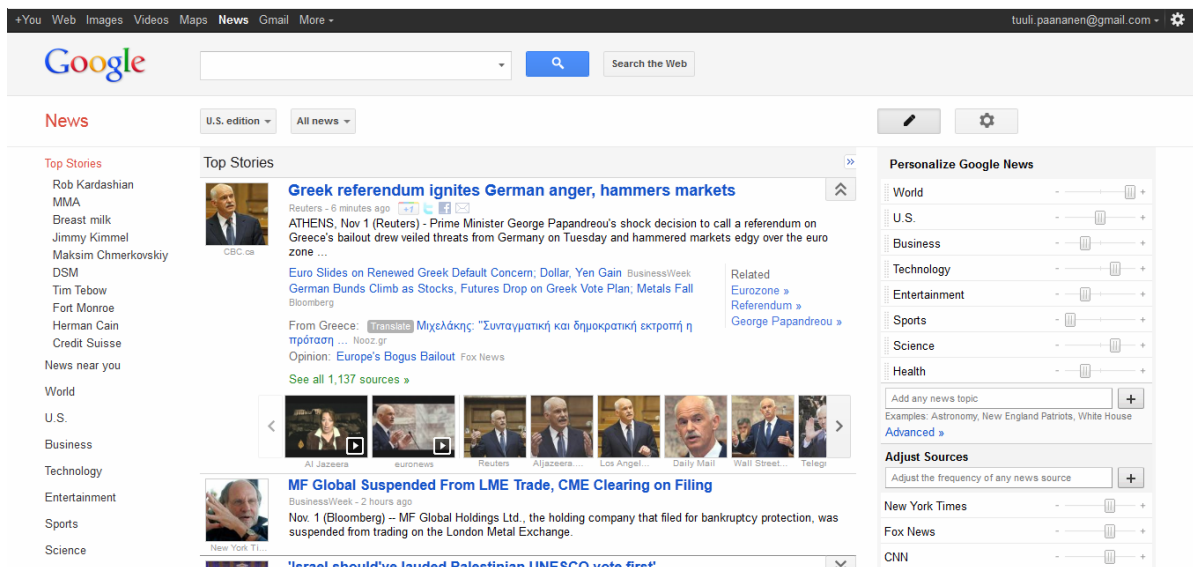 +You Web Images Videos Maps News Gmail More
tuuli.paananen@gmail.com
Google
Search the Web
News
U.S. edition
All news
Top Stories
Rob Kardashian
MMA
Breast milk
Jimmy Kimmel
Maksim Chmerkovskiy
DSM
Tim Tebow
Fort Monroe
Herman Cain
Credit Suisse
News near you
World
U.S.
Business
Technology
Entertainment
Sports
Science
Top Stories »
Greek referendum ignites German anger, hammers markets
Reuters - 6 minutes ago +1
ATHENS, Nov 1 (Reuters) - Prime Minister George Papandreou's shock decision to call a referendum on
Greece's bailout drew veiled threats from Germany on Tuesday and hammered markets edgy over the euro
zone ...
CBC.ca
Euro Slides on Renewed Greek Default Concern; Dollar, Yen Gain BusinessWeek
German Bunds Climb as Stocks, Futures Drop on Greek Vote Plan; Metals Fall
Bloomberg
From Greece: Translate Μιχελάκης: "Συνταγματική και δημοκρατική εκτροπή η
πρόταση ... Nooz.gr
Opinion: Europe's Bogus Bailout Fox News
See all 1,137 sources »
Related
Eurozone »
Referendum »
George Papandreou »
Al Jazeera
euronews
Reuters
Aljazeera....
Los Angel...
Daily Mail
Wall Street...
Telegr
MF Global Suspended From LME Trade, CME Clearing on Filing
BusinessWeek - 2 hours ago
Nov. 1 (Bloomberg) -- MF Global Holdings Ltd., the holding company that filed for bankruptcy protection, was
suspended from trading on the London Metal Exchange.
New York Ti...
'Israel should've lauded Palestinian UNESCO vote first'
Personalize Google News
World - +
U.S. - +
Business - +
Technology - +
Entertainment - +
Sports - +
Science - +
Health - +
Add any news topic +
Examples: Astronomy, New England Patriots, White House
Advanced »
Adjust Sources
Adjust the frequency of any news source +
New York Times - +
Fox News - +
CNN - +